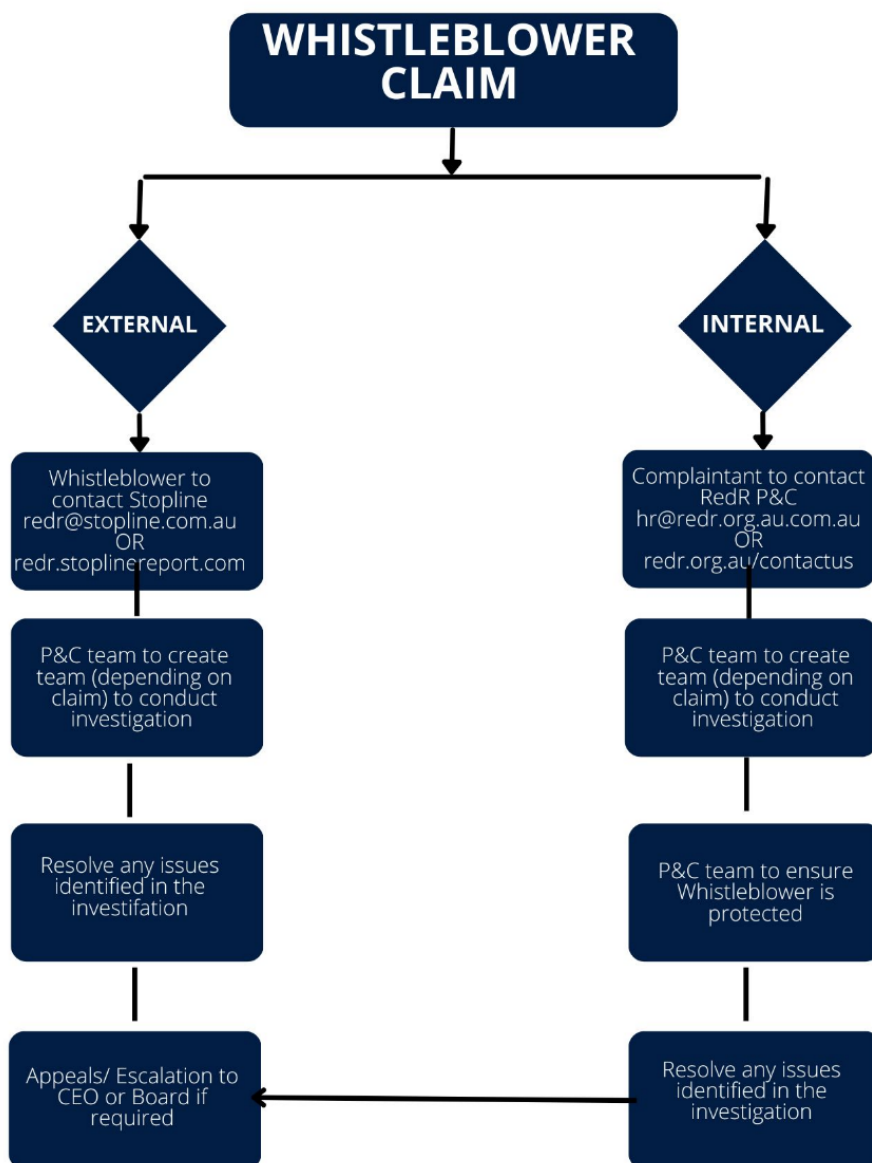 WHISTLEBLOWER
CLAIM
EXTERNAL
INTERNAL
Whistleblower to
contact Stopline
redr@stopline.com.au
OR
redr.stoplinereport.com
Complaintant to contact
RedR P&C
hr@redr.org.au.com.au
OR
redr.org.au/contactus
P&C team to create
team (depending on
claim) to conduct
investigation
P&C team to create
team (depending on
claim) to conduct
investigation
Resolve any issues
identified in the
investifation
P&C team to ensure
Whistleblower is
protected
Appeals/ Escalation to
CEO or Board if
required
Resolve any issues
identified in the
investigation